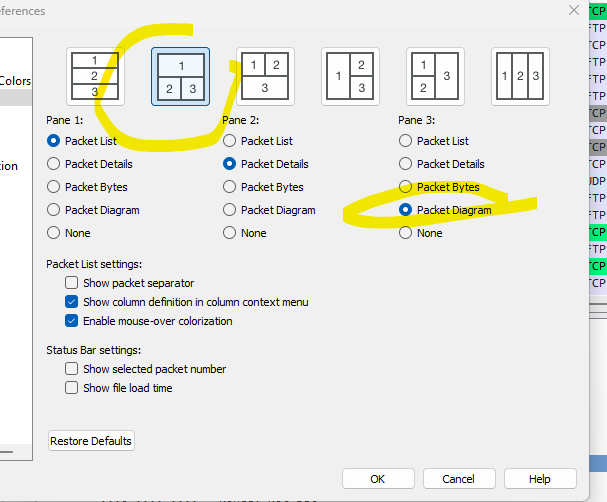 eferences
Colors
tion
1
2
3
1
2 3
1 2
3
1 2
3
1 3
2
1 2 3
Pane 1: Pane 2: Pane 3:
Packet List Packet List Packet List
Packet Details Packet Details Packet Details
Packet Bytes Packet Bytes Packet Bytes
Packet Diagram Packet Diagram Packet Diagram
None None None
Packet List settings:
Show packet separator
Show column definition in column context menu
Enable mouse-over colorization
Status Bar settings:
Show selected packet number
Show file load time
Restore Defaults
OK Cancel Help
TCP
FTP
FTP
FTP
FTP
FTP
TCP
FTP
TCP
FTP
UDP
FTP
FTP
TCP
FTP
TCP
TCP